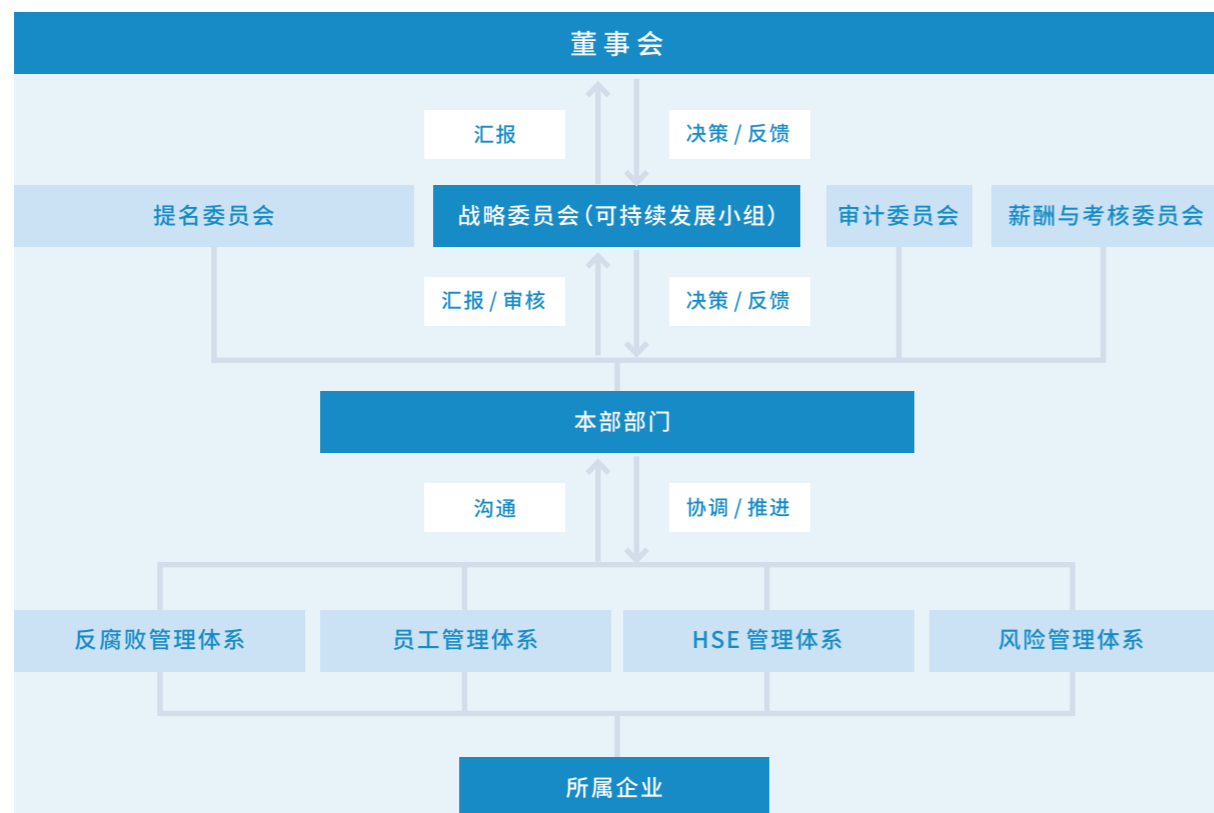 董事会
汇报
决策 / 反馈
提名委员会
战略委员会(可持续发展小组)
审计委员会
薪酬与考核委员会
汇报 / 审核
决策 / 反馈
本部部门
沟通
协调 / 推进
反腐败管理体系
员工管理体系
HSE 管理体系
风险管理体系
所属企业